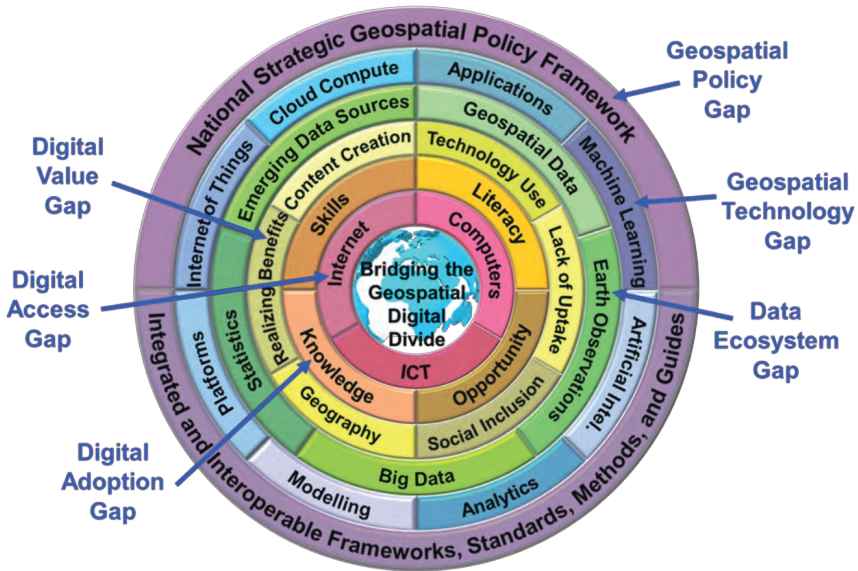 National Strategic Geospatial Policy Framework
Geospatial
Policy
Gap
Cloud Compute
Applications
Emerging Data Sources
Geospatial Data
Machine Learning
Internet of Things
Content Creation
Technology Use
Digital
Value
Gap
Skills
Literacy
Geospatial
Technology
Gap
Realizing Benefits
Internet
Computers
Lack of Uptake
Earth Observations
Bridging the
Geospatial
Digital
Divide
Digital
Access
Gap
Data
Ecosystem
Gap
Statistics
Platforms
Knowledge
ICT
Opportunity
Artificial Intel.
Geography
Social Inclusion
Digital
Adoption
Gap
Big Data
Modelling
Analytics
Integrated and Interoperable Frameworks, Standards, Methods, and Guides